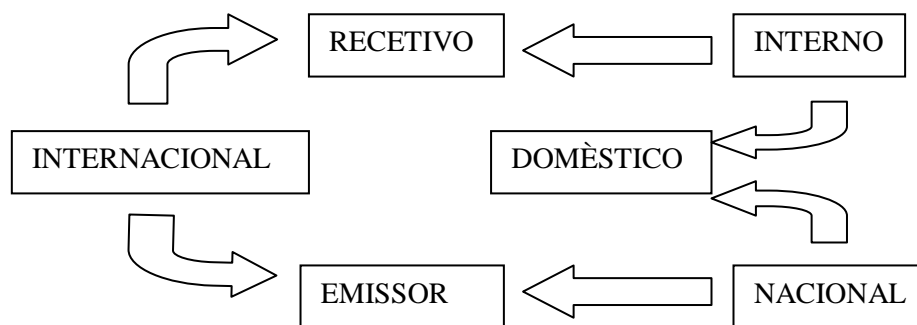 RECETIVO
INTERNO
INTERNACIONAL
DOMÈSTICO
EMISSOR
NACIONAL